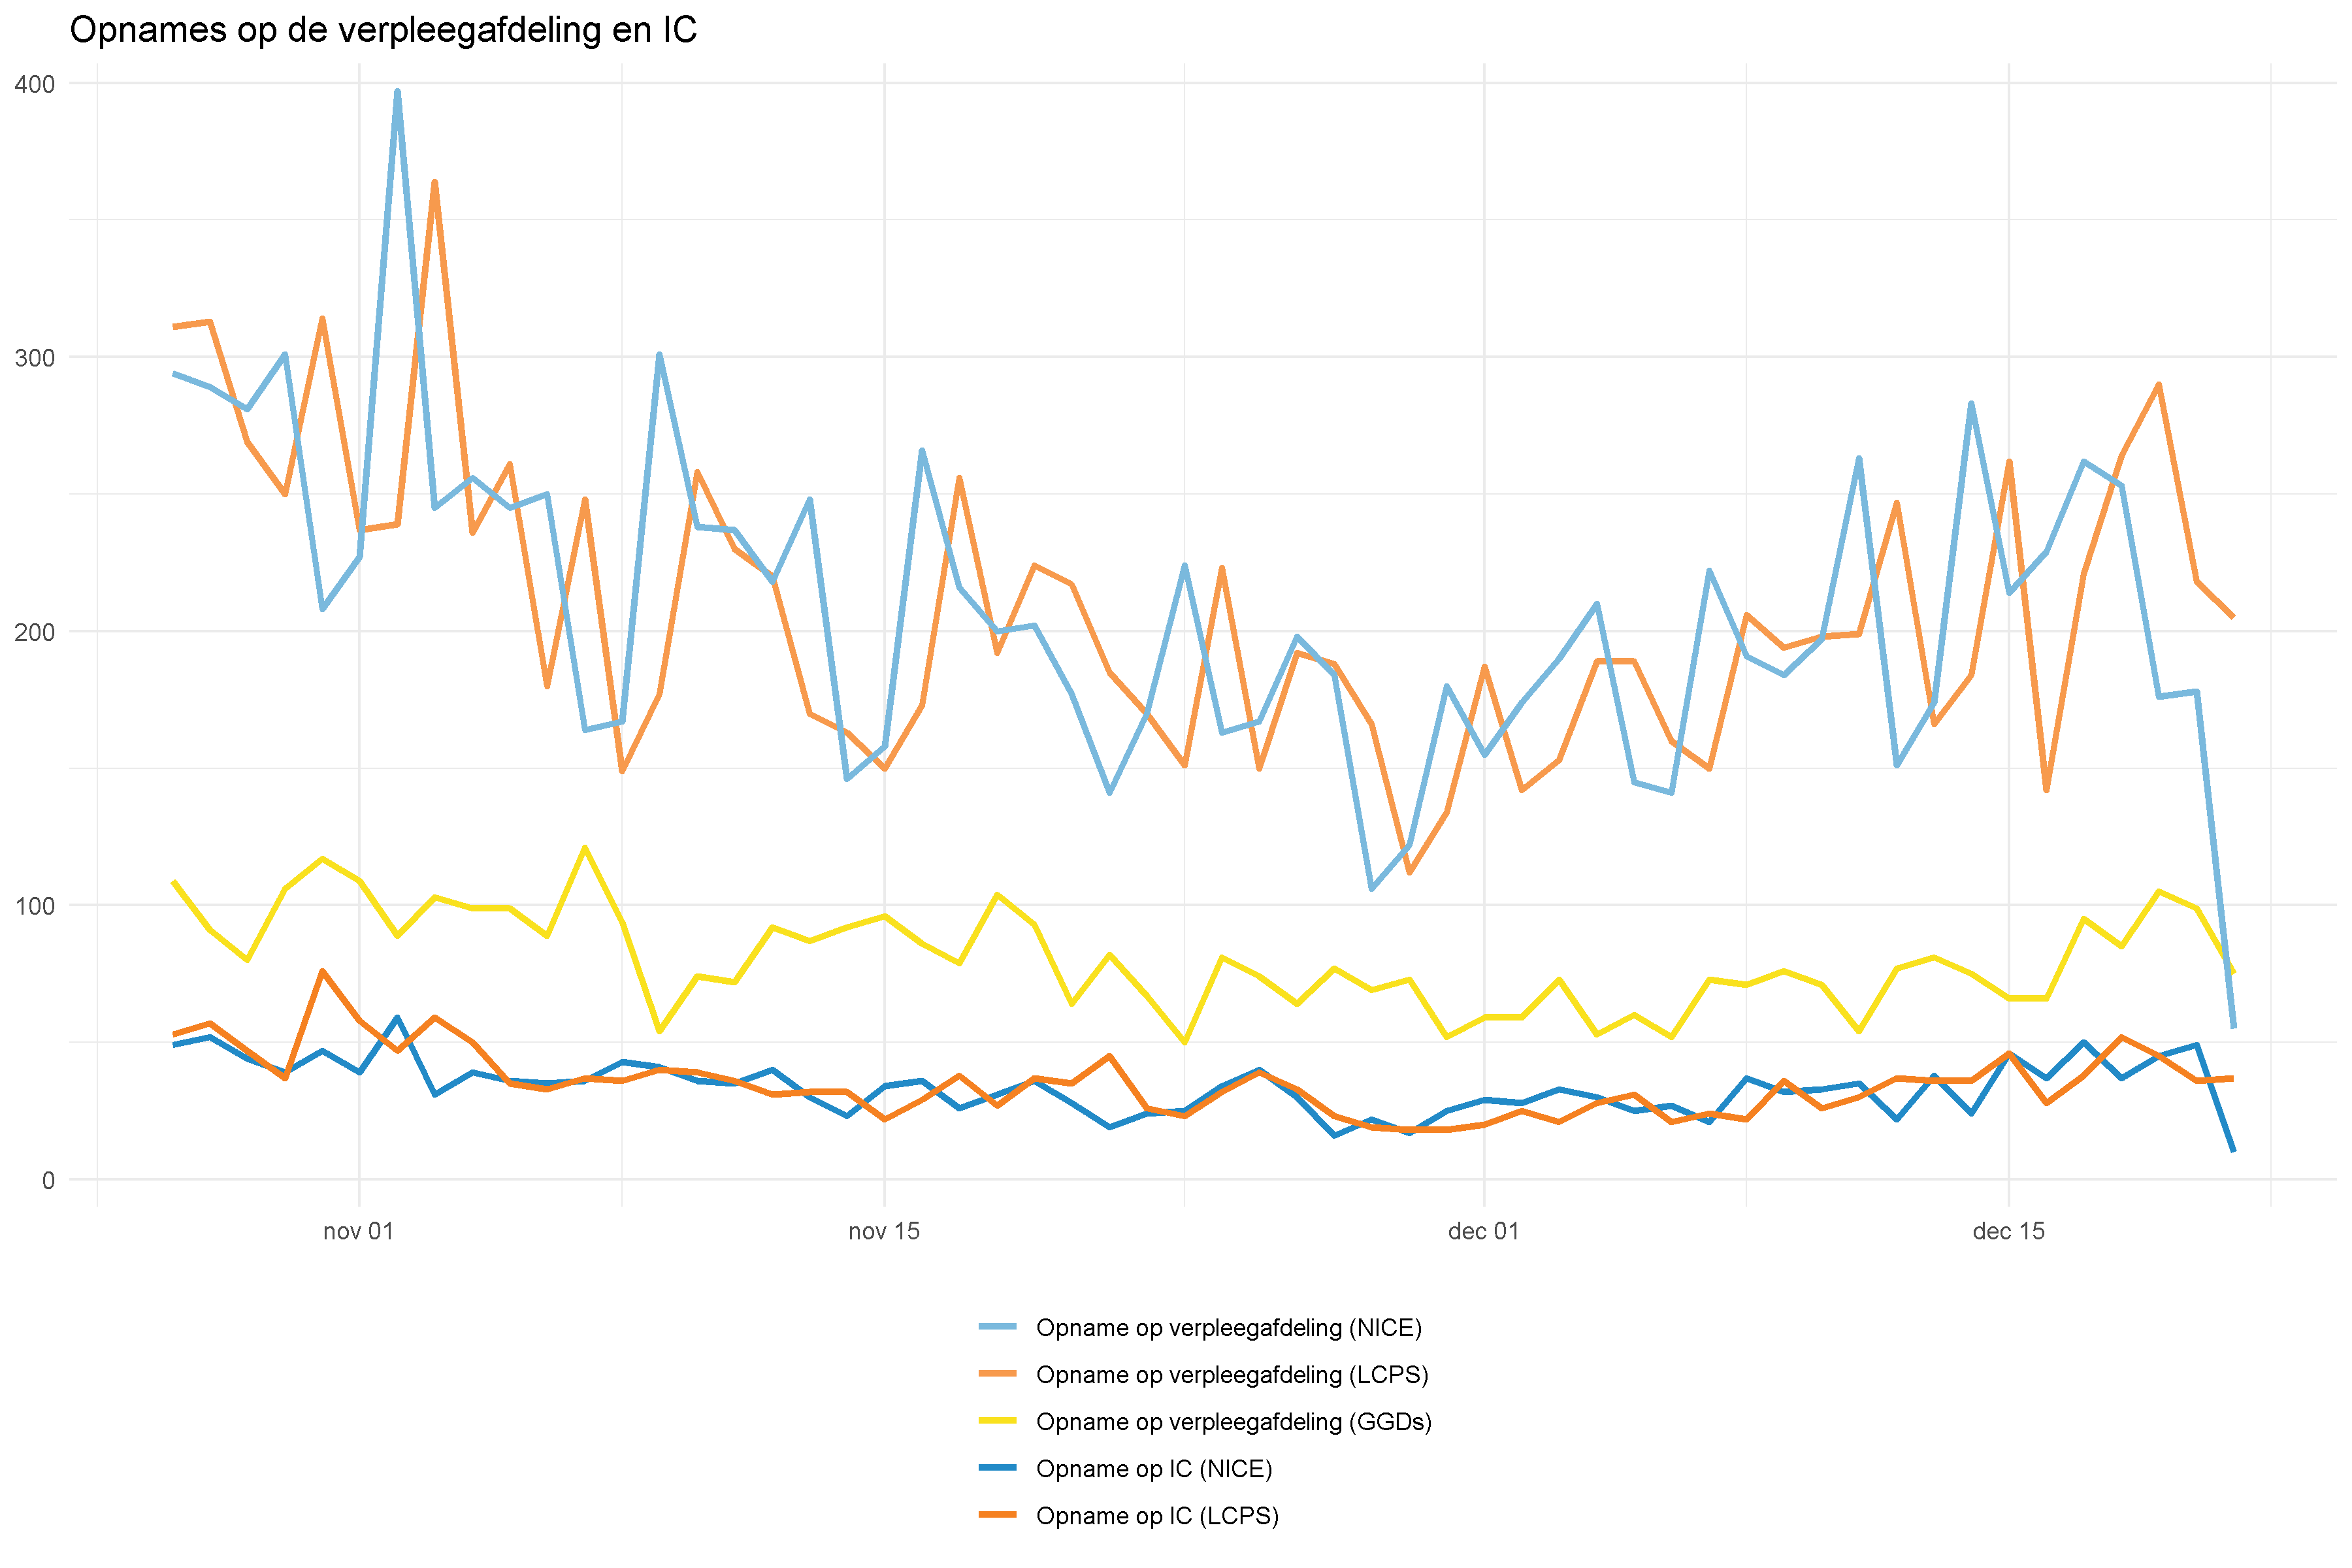 Opnames op de verpleegafdeling en IC
400
300
200
100
0
nov 01
nov 15
dec 01
dec 15
Opname op verpleegafdeling (NICE)
Opname op verpleegafdeling (LCPS)
Opname op verpleegafdeling (GGDs)
Opname op IC (NICE)
Opname op IC (LCPS)